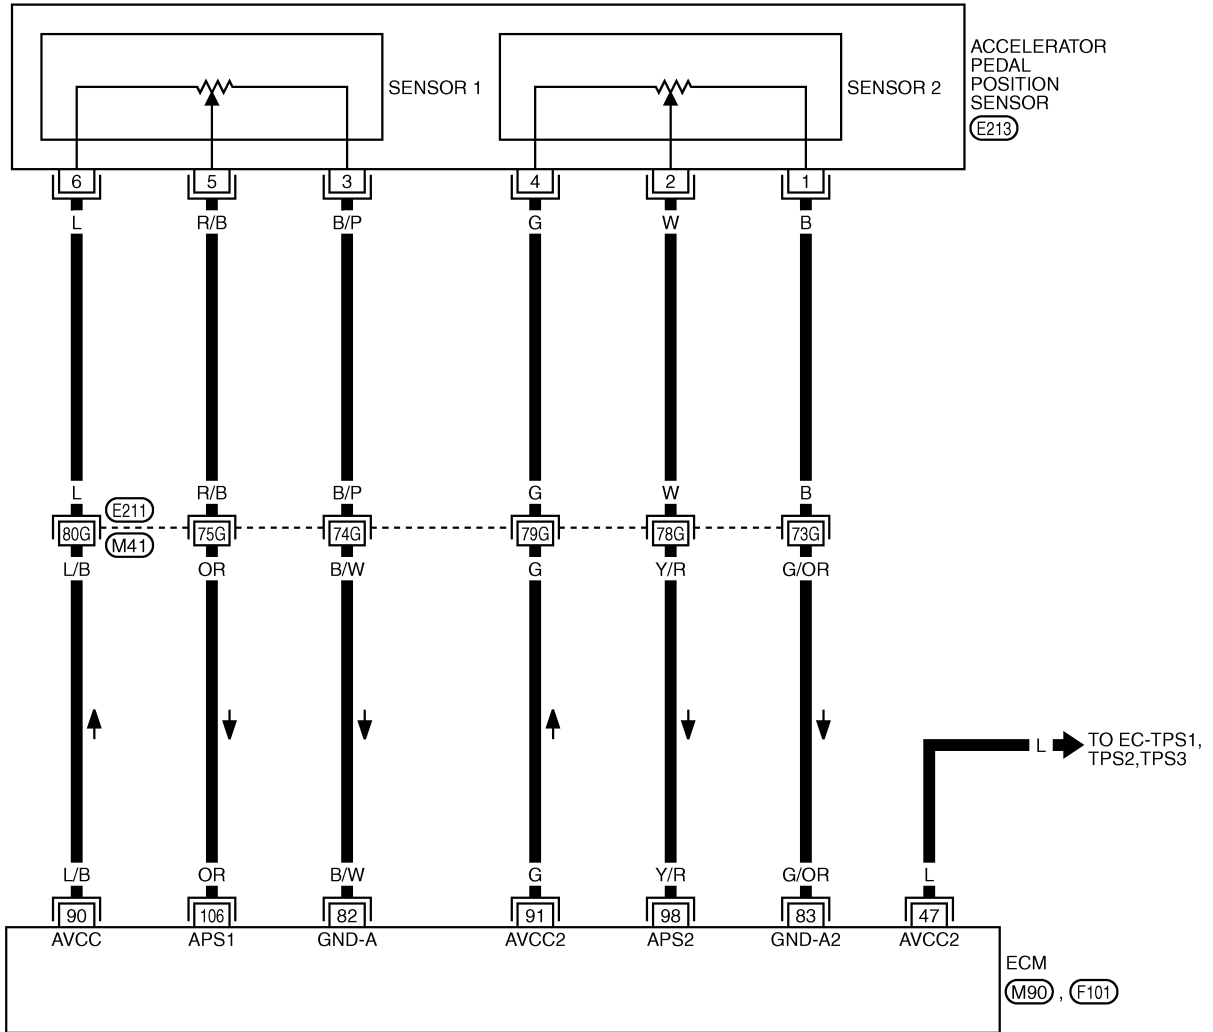 SENSOR 1
SENSOR 2
ACCELERATOR
PEDAL
POSITION
SENSOR
E213
6 5 3 4 2 1
L R/B B/P G W B
L R/B B/P G W B
E211
80G 75G 74G 79G 78G 73G
M41
L/B OR B/W G Y/R G/OR
L TO EC-TPS1,
TPS2,TPS3
L/B OR B/W G Y/R G/OR L
90 106 82 91 98 83 47
AVCC APS1 GND-A AVCC2 APS2 GND-A2 AVCC2
ECM
M90 , F101